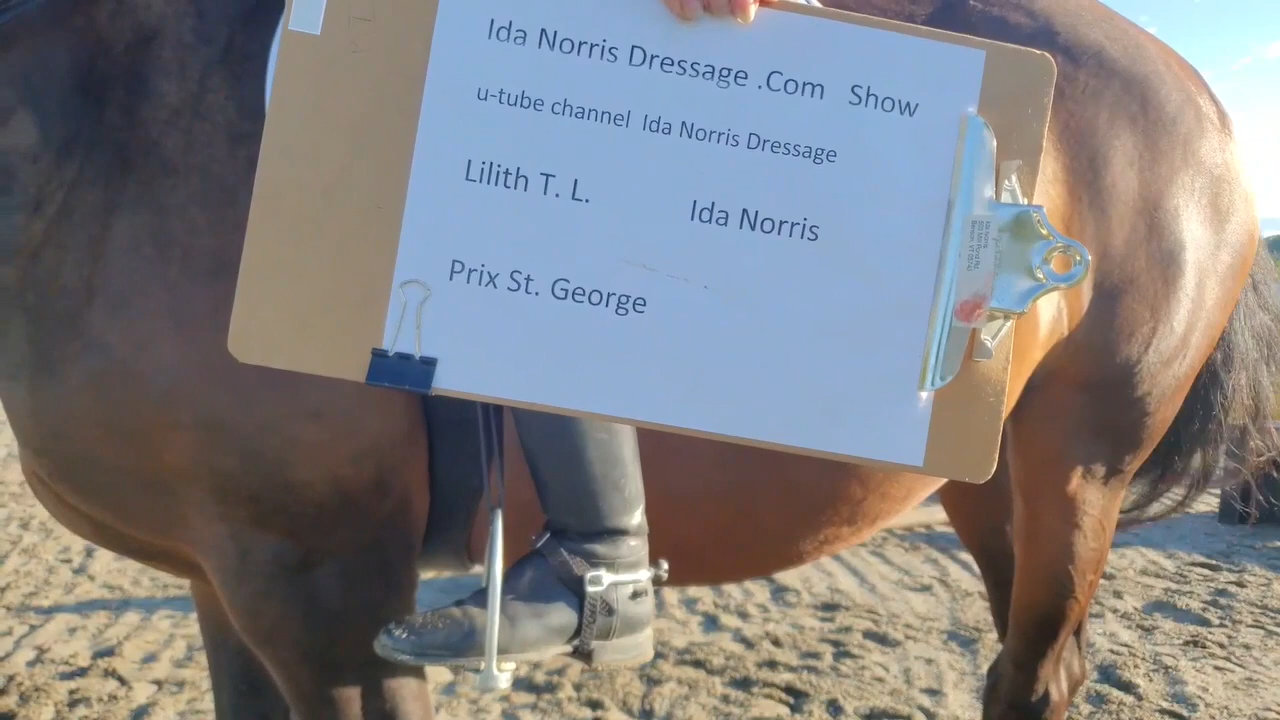 Ida Norris Dressage .Com Show
u-tube channel Ida Norris Dressage
Lilith T. L. Ida Norris
Prix St. George